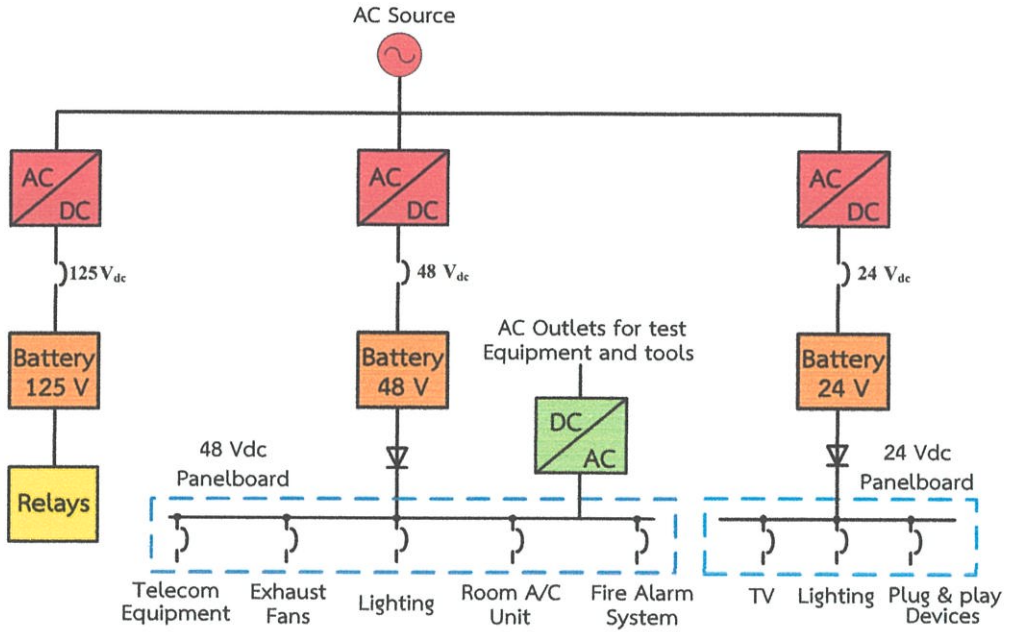 AC Source
AC
DC
AC
DC
AC
DC
125 Vdc
48 Vdc
24 Vdc
Battery
125 V
Battery
48 V
AC Outlets for test
Equipment and tools
Battery
24 V
DC
AC
48 Vdc
Panelboard
24 Vdc
Panelboard
Relays
Telecom
Equipment
Exhaust
Fans
Lighting
Room A/C
Unit
Fire Alarm
System
TV
Lighting
Plug & play
Devices